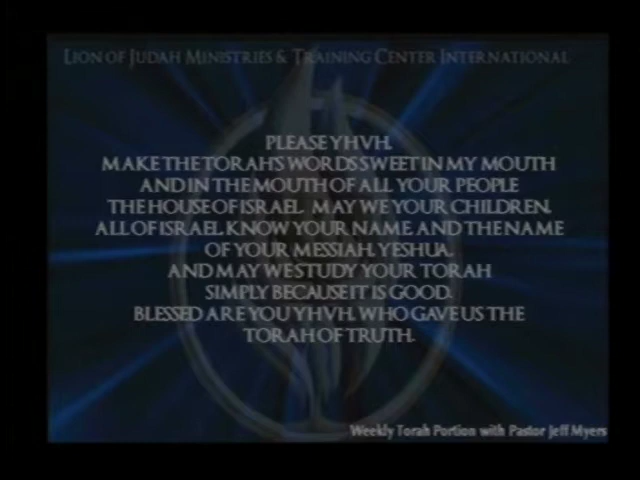 LION OF JUDAH MINISTRIES & TRAINING CENTER INTERNATIONAL
PLEASE YHVH.
MAKE THE TORAH'S WORDS SWEET IN MY MOUTH
AND IN THE MOUTH OF ALL YOUR PEOPLE
THE HOUSE OF ISRAEL. MAY WE YOUR CHILDREN.
ALL OF ISRAEL. KNOW YOUR NAME. AND THE NAME
OF YOUR MESSIAH. YESHUA.
AND MAY WE STUDY YOUR TORAH
SIMPLY BECAUSE IT IS GOOD.
BLESSED ARE YOU YHVH. WHO GAVE US THE
TORAH OF TRUTH.
Weekly Torah Portion with Pastor Jeff Myers